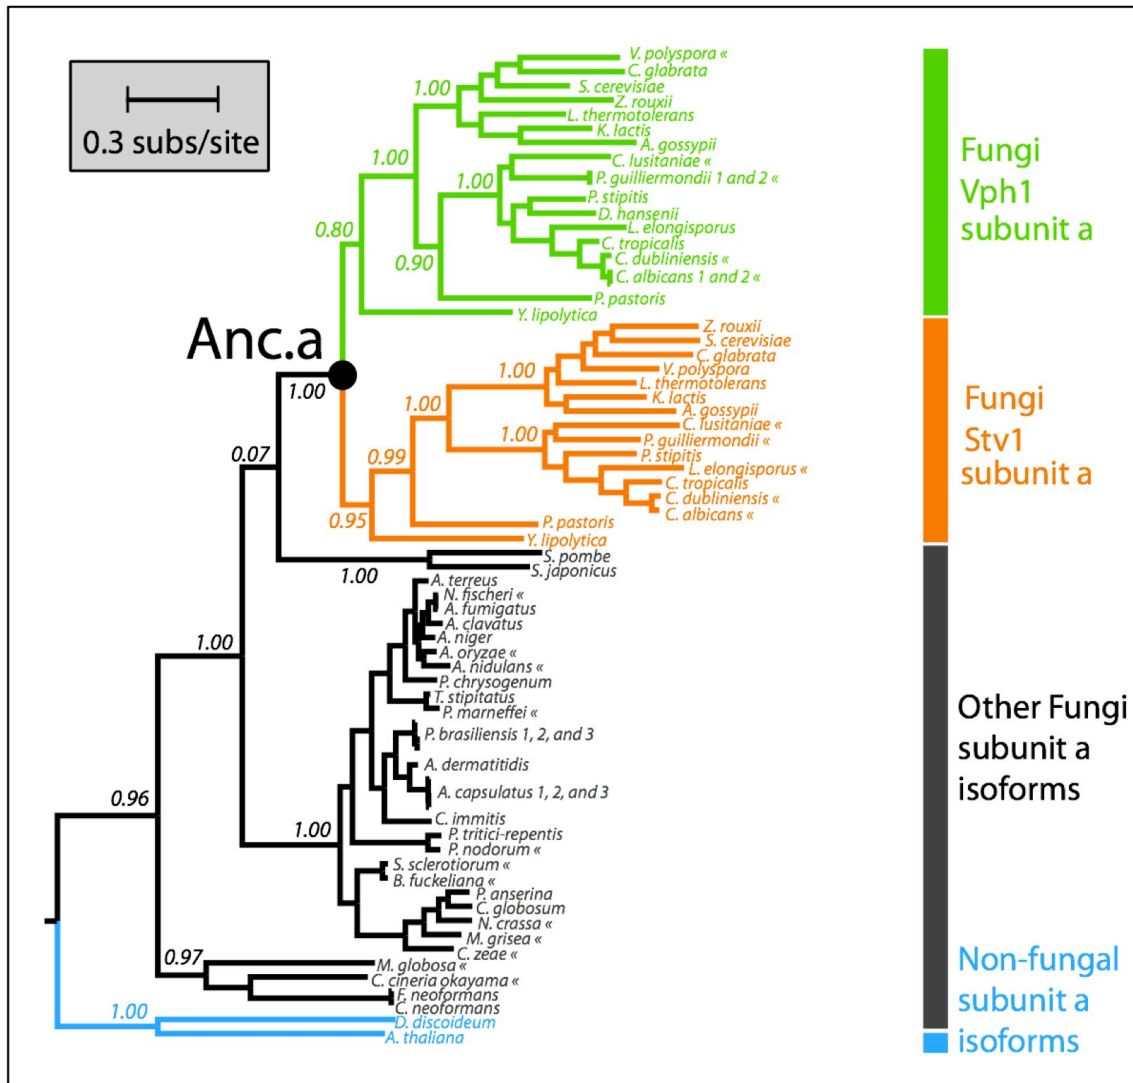 0.3 subs/site
V. polyspora «
C. glabrata
1.00
S. cerevisiae
Z. rouxii
L. thermotolerans
K. lactis
A. gossypii
1.00
C. lusitaniae «
1.00
P. guilliermondii 1 and 2 «
P. stipitis
D. hansenii
0.80
L. elongisporus
C. tropicalis
0.90
C. dubliniensis «
C. albicans 1 and 2 «
P. pastoris
Y. lipolytica
Fungi
Vph1
subunit a
Anc.a
1.00
Z. rouxii
S. cerevisiae
C. glabrata
1.00
V. polyspora
L. thermotolerans
K. lactis
1.00
A. gossypii
C. lusitaniae «
1.00
P. guilliermondii «
0.99
P. stipitis
L. elongisporus «
C. tropicalis
C. dubliniensis «
C. albicans «
0.95
P. pastoris
Y. lipolytica
Fungi
Stv1
subunit a
0.07
S. pombe
1.00
S. japonicus
A. terreus
N. fischeri «
A. fumigatus
A. clavatus
1.00
A. niger
A. oryzae «
A. nidulans «
P. chrysogenum
T. stipitatus
P. marneffei «
P. brasiliensis 1, 2, and 3
A. dermatitidis
A. capsulatus 1, 2, and 3
0.96
C. immitis
1.00
P. tritici-repentis
P. nodorum «
S. sclerotiorum «
B. fuckeliana «
P. anserina
C. globosum
N. crassa «
M. grisea «
C. zeae «
0.97
M. globosa «
C. cineria okayama «
F. neoformans
C. neoformans
Other Fungi
subunit a
isoforms
1.00
D. discoideum
A. thaliana
Non-fungal
subunit a
isoforms